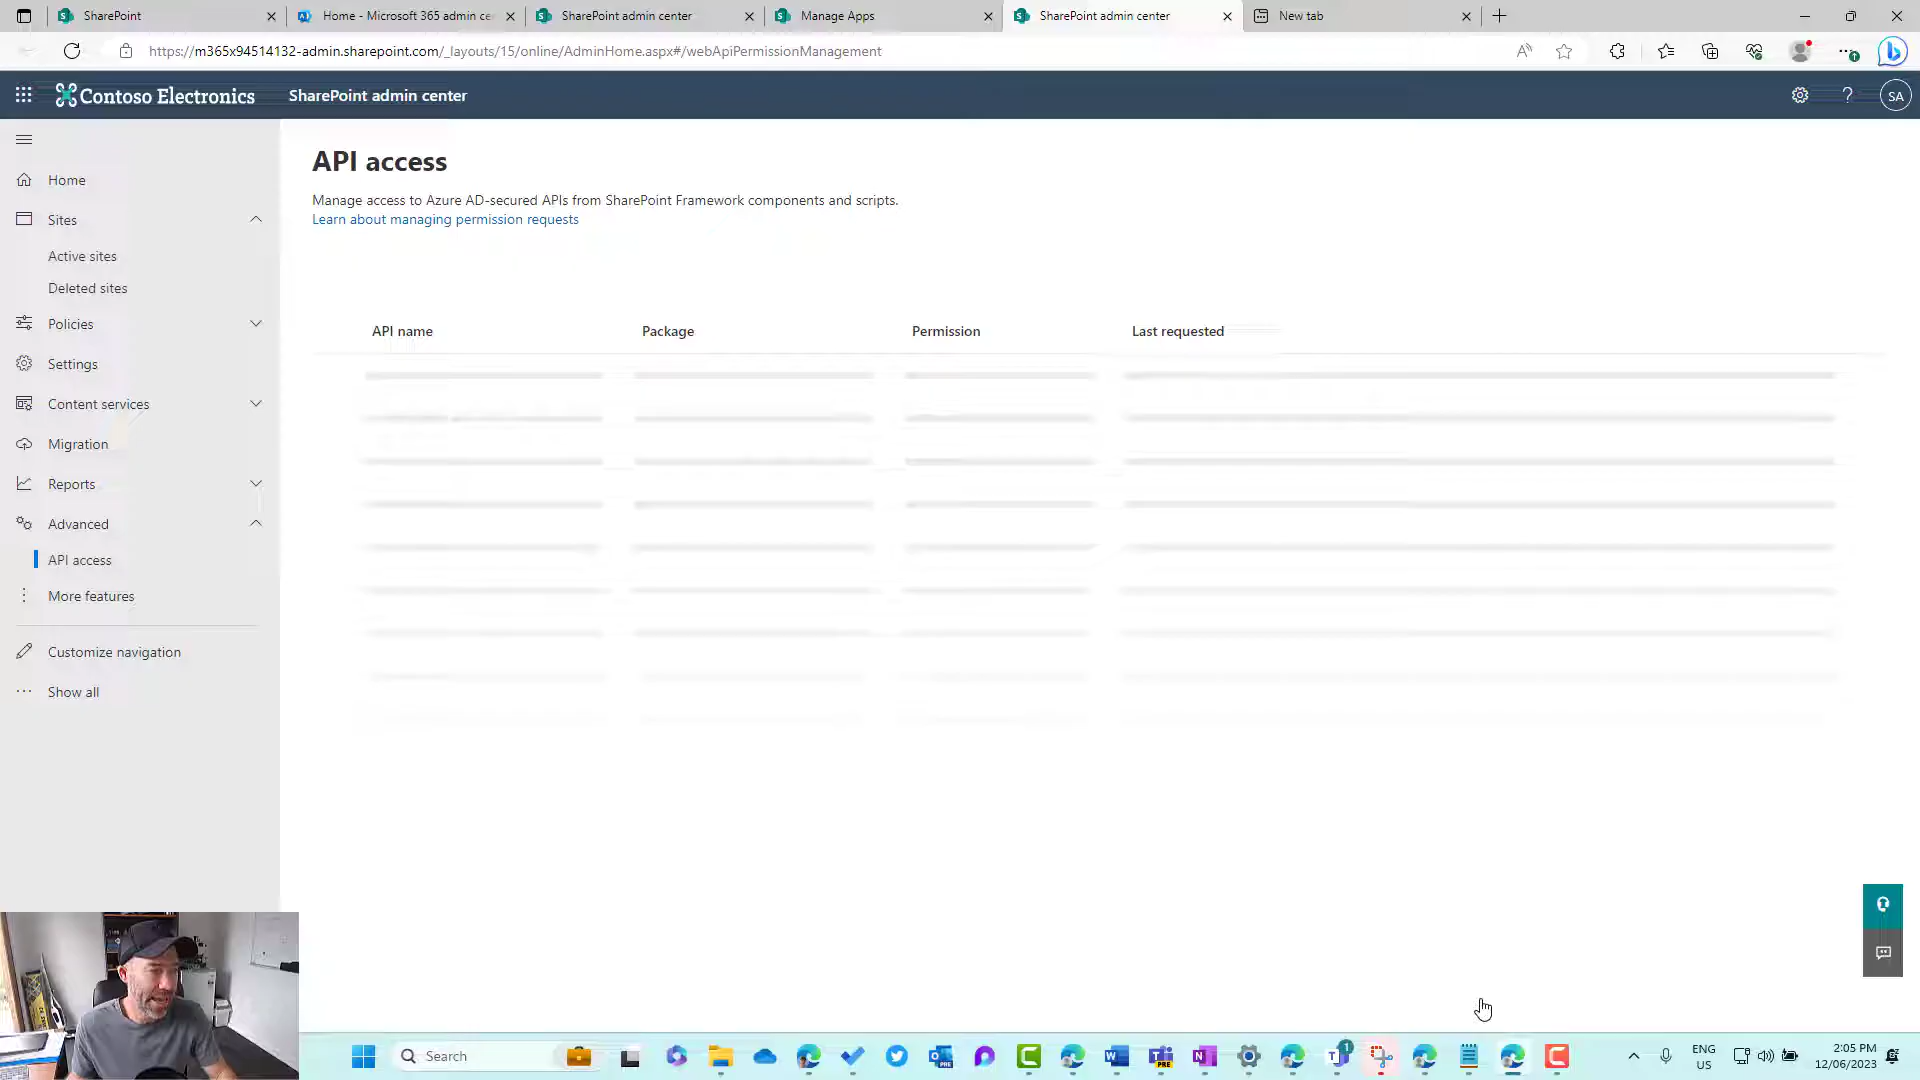 SharePoint
Home - Microsoft 365 admin ce
SharePoint admin center
Manage Apps
SharePoint admin center
New tab
https://m365x94514132-admin.sharepoint.com/_layouts/15/online/AdminHome.aspx#/webApiPermissionManagement
Contoso Electronics
SharePoint admin center
SA
Home
Sites
Active sites
Deleted sites
Policies
Settings
Content services
Migration
Reports
Advanced
API access
More features
Customize navigation
Show all
API access
Manage access to Azure AD-secured APIs from SharePoint Framework components and scripts.
Learn about managing permission requests
API name Package Permission Last requested
Search
ENG
US
2:05 PM
12/06/2023